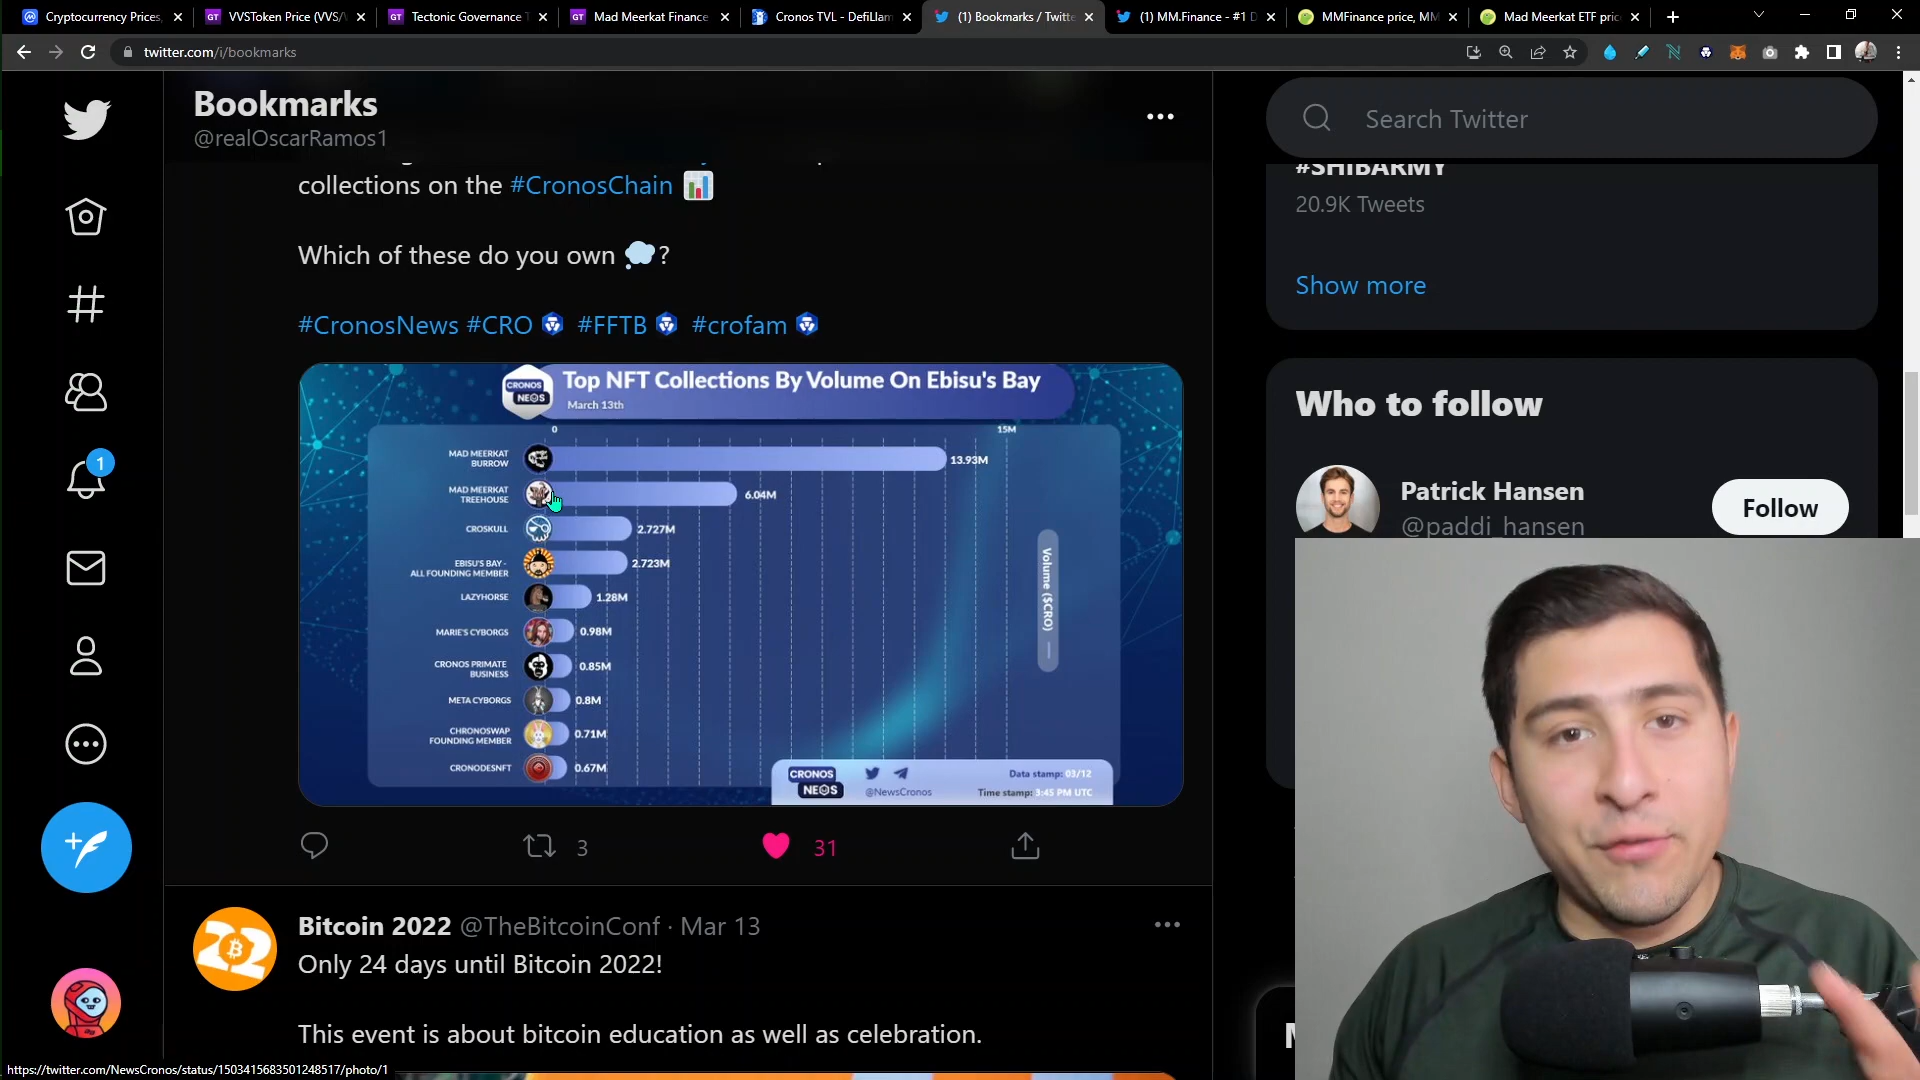 Cryptocurrency Prices,
VVSToken Price (VVS/
Tectonic Governance T
Mad Meerkat Finance
Cronos TVL - DefiLlam
(1) Bookmarks / Twitte
(1) MM.Finance - #1 D
MMFinance price, MM
Mad Meerkat ETF pric
twitter.com/i/bookmarks
Bookmarks
@realOscarRamos1
Search Twitter
collections on the #CronosChain
Which of these do you own ?
#CronosNews #CRO #FFTB #crofam
#SHIBARMY
20.9K Tweets
Show more
Who to follow
Patrick Hansen
@paddi_hansen
Follow
1
CRONOS
NEWS
Top NFT Collections By Volume On Ebisu's Bay
March 13th
0
15M
MAD MEERKAT
BURROW
13.93M
MAD MEERKAT
TREEHOUSE
6.04M
CROSKULL
2.727M
EBISU'S BAY -
ALL FOUNDING MEMBER
2.723M
LAZYHORSE
1.28M
MARIE'S CYBORGS
0.98M
CRONOS PRIMATE
BUSINESS
0.85M
META CYBORGS
0.8M
CHRONOSWAP
FOUNDING MEMBER
0.71M
CRONODESNFT
0.67M
Volume ($CRO)
CRONOS
NEWS
@NewsCronos
Data stamp: 03/12
Time stamp: 3:45 PM UTC
3
31
Bitcoin 2022 @TheBitcoinConf · Mar 13
Only 24 days until Bitcoin 2022!
This event is about bitcoin education as well as celebration.
https://twitter.com/NewsCronos/status/1503415683501248517/photo/1